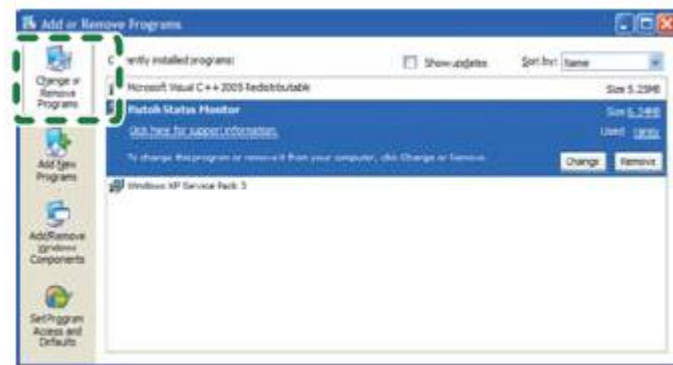 Add or Remove Programs
Change or
Remove
Programs
Currently installed programs:
Show updates
Sort by: Name
Microsoft Visual C++ 2005 Redistributable
Size 5.25MB
Status Monitor
Size 6.34MB
Click here for support information.
Used rarely
To change this program or remove it from your computer, click Change or Remove.
Change
Remove
Windows XP Service Pack 3
Add New
Programs
Add/Remove
Windows
Components
Set Program
Access and
Defaults